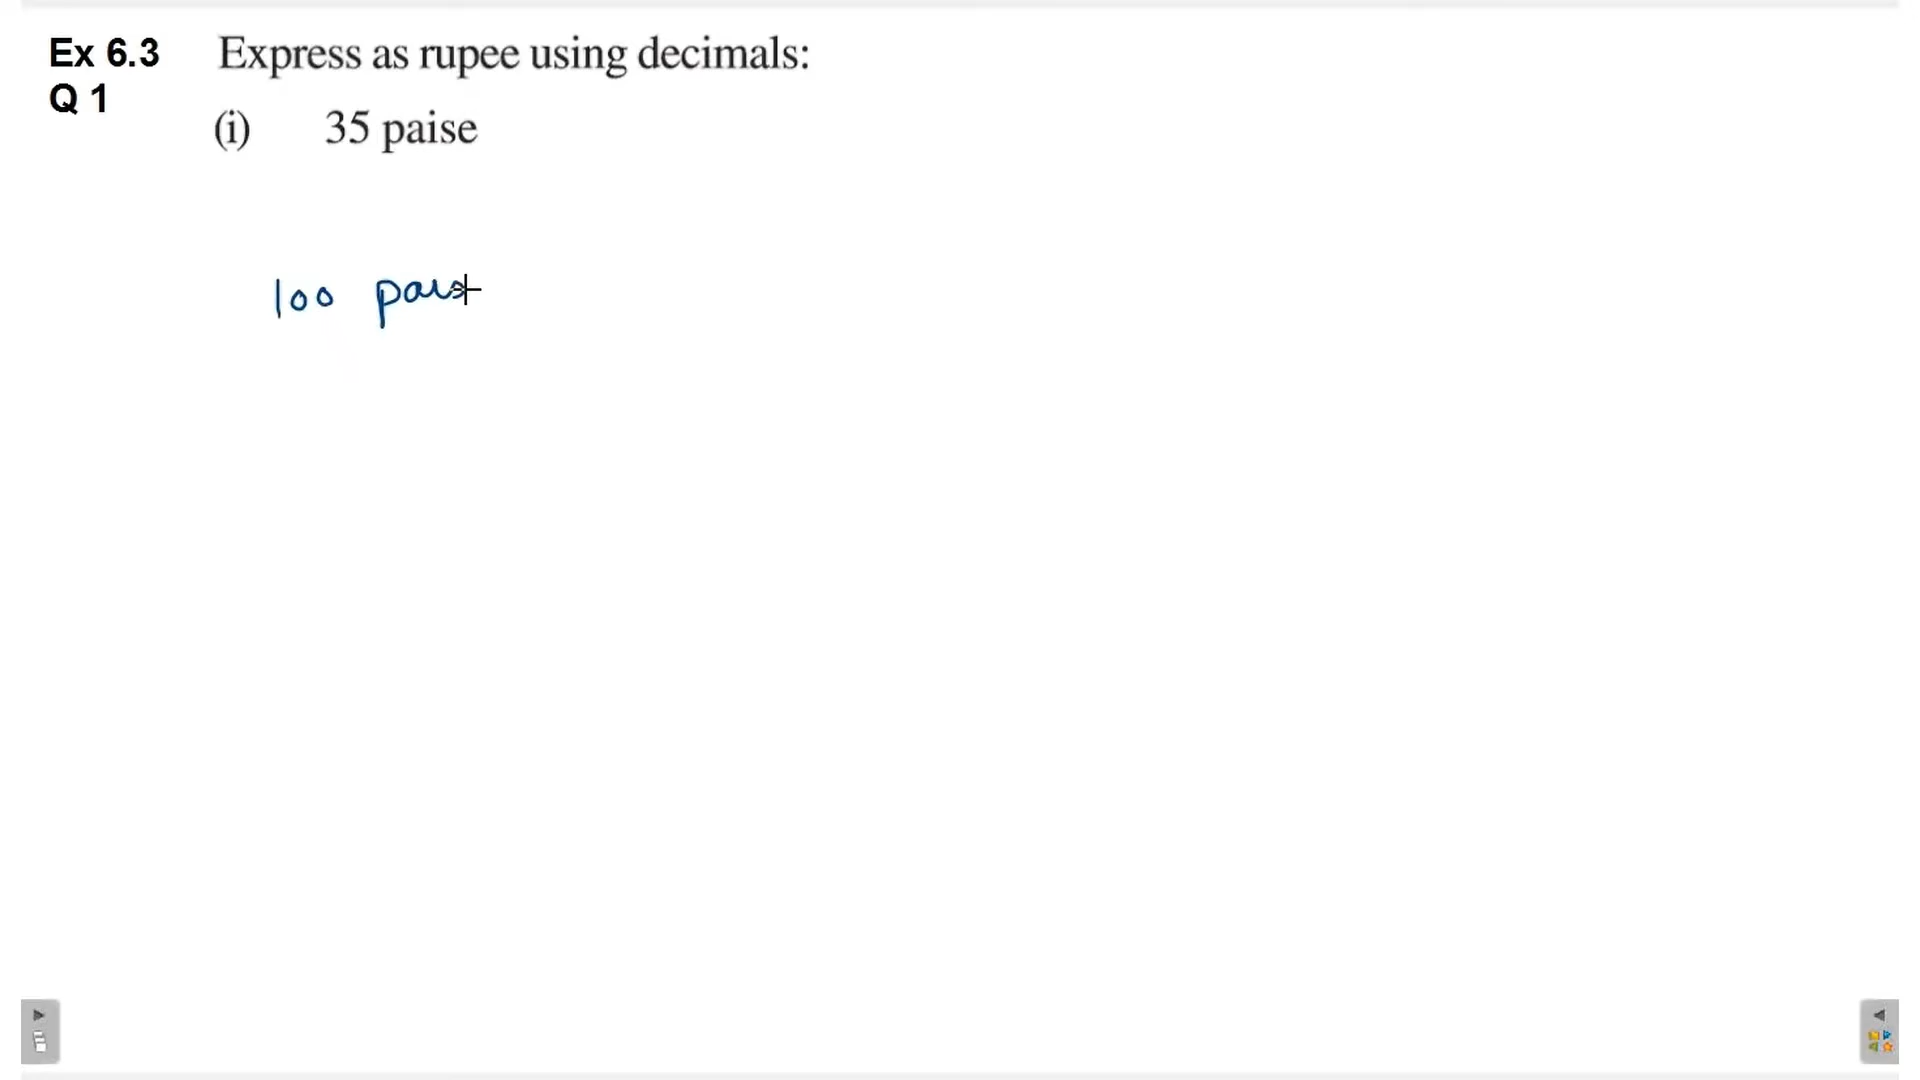 Ex 6.3 Express as rupee using decimals:
Q 1
(i) 35 paise
100